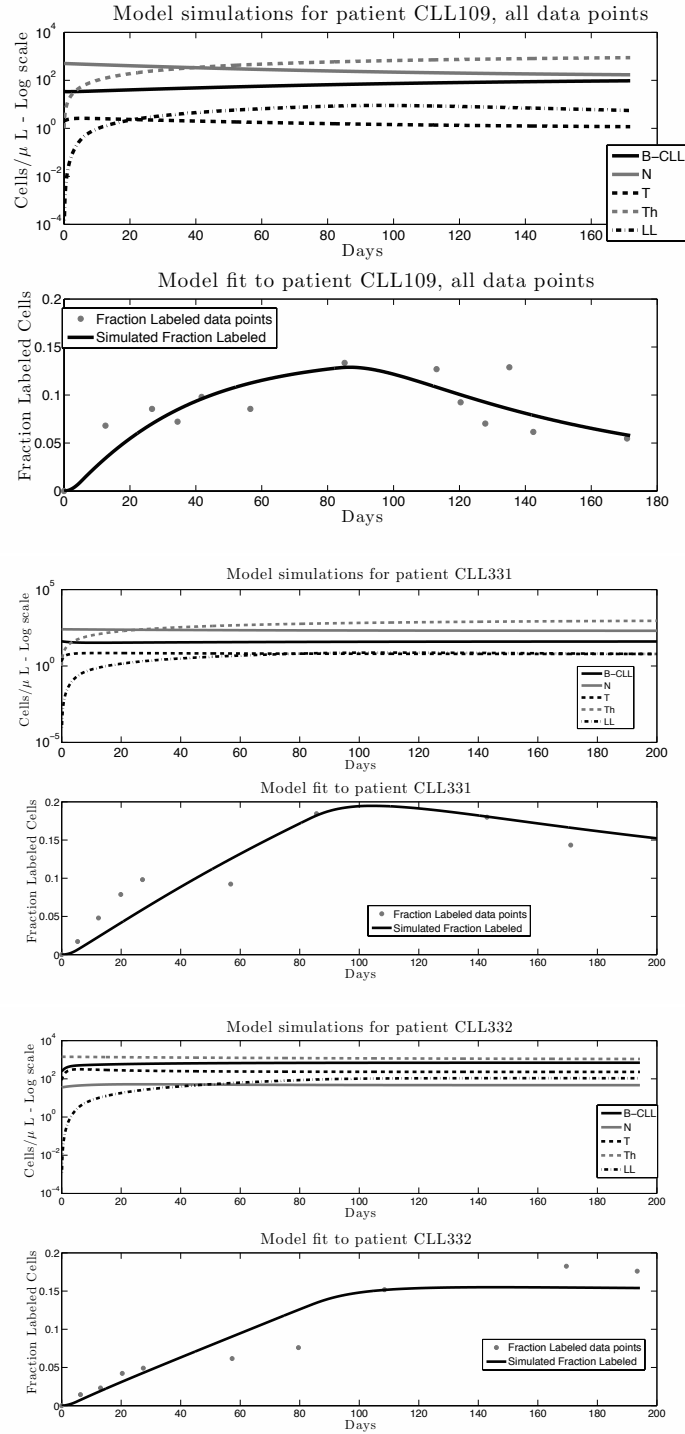 Model simulations for patient CLL109, all data points
10^4
10^2
10^0
10^−2
10^−4
Cells/μ L - Log scale
B−CLL
N
T
Th
LL
0 20 40 60 80 100 120 140 160
Days
Model fit to patient CLL109, all data points
0.2
0.15
0.1
0.05
0
Fraction Labeled Cells
Fraction Labeled data points
Simulated Fraction Labeled
0 20 40 60 80 100 120 140 160 180
Days
Model simulations for patient CLL331
10^5
10^0
10^−5
Cells/μ L - Log scale
B−CLL
N
T
Th
LL
0 20 40 60 80 100 120 140 160 180 200
Days
Model fit to patient CLL331
0.2
0.15
0.1
0.05
0
Fraction Labeled Cells
Fraction Labeled data points
Simulated Fraction Labeled
0 20 40 60 80 100 120 140 160 180 200
Days
Model simulations for patient CLL332
10^4
10^2
10^0
10^−2
10^−4
Cells/μ L - Log scale
B−CLL
N
T
Th
LL
0 20 40 60 80 100 120 140 160 180 200
Days
Model fit to patient CLL332
0.2
0.15
0.1
0.05
0
Fraction Labeled Cells
Fraction Labeled data points
Simulated Fraction Labeled
0 20 40 60 80 100 120 140 160 180 200
Days